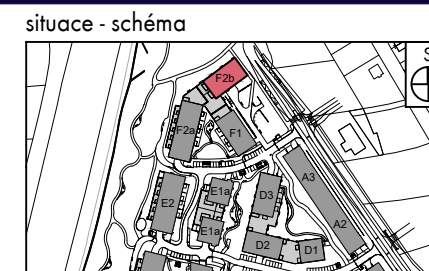 situace - schéma
S
F2b
F2a
F1
E1a
E2
D3
A3
E1a
A2
D2
D1